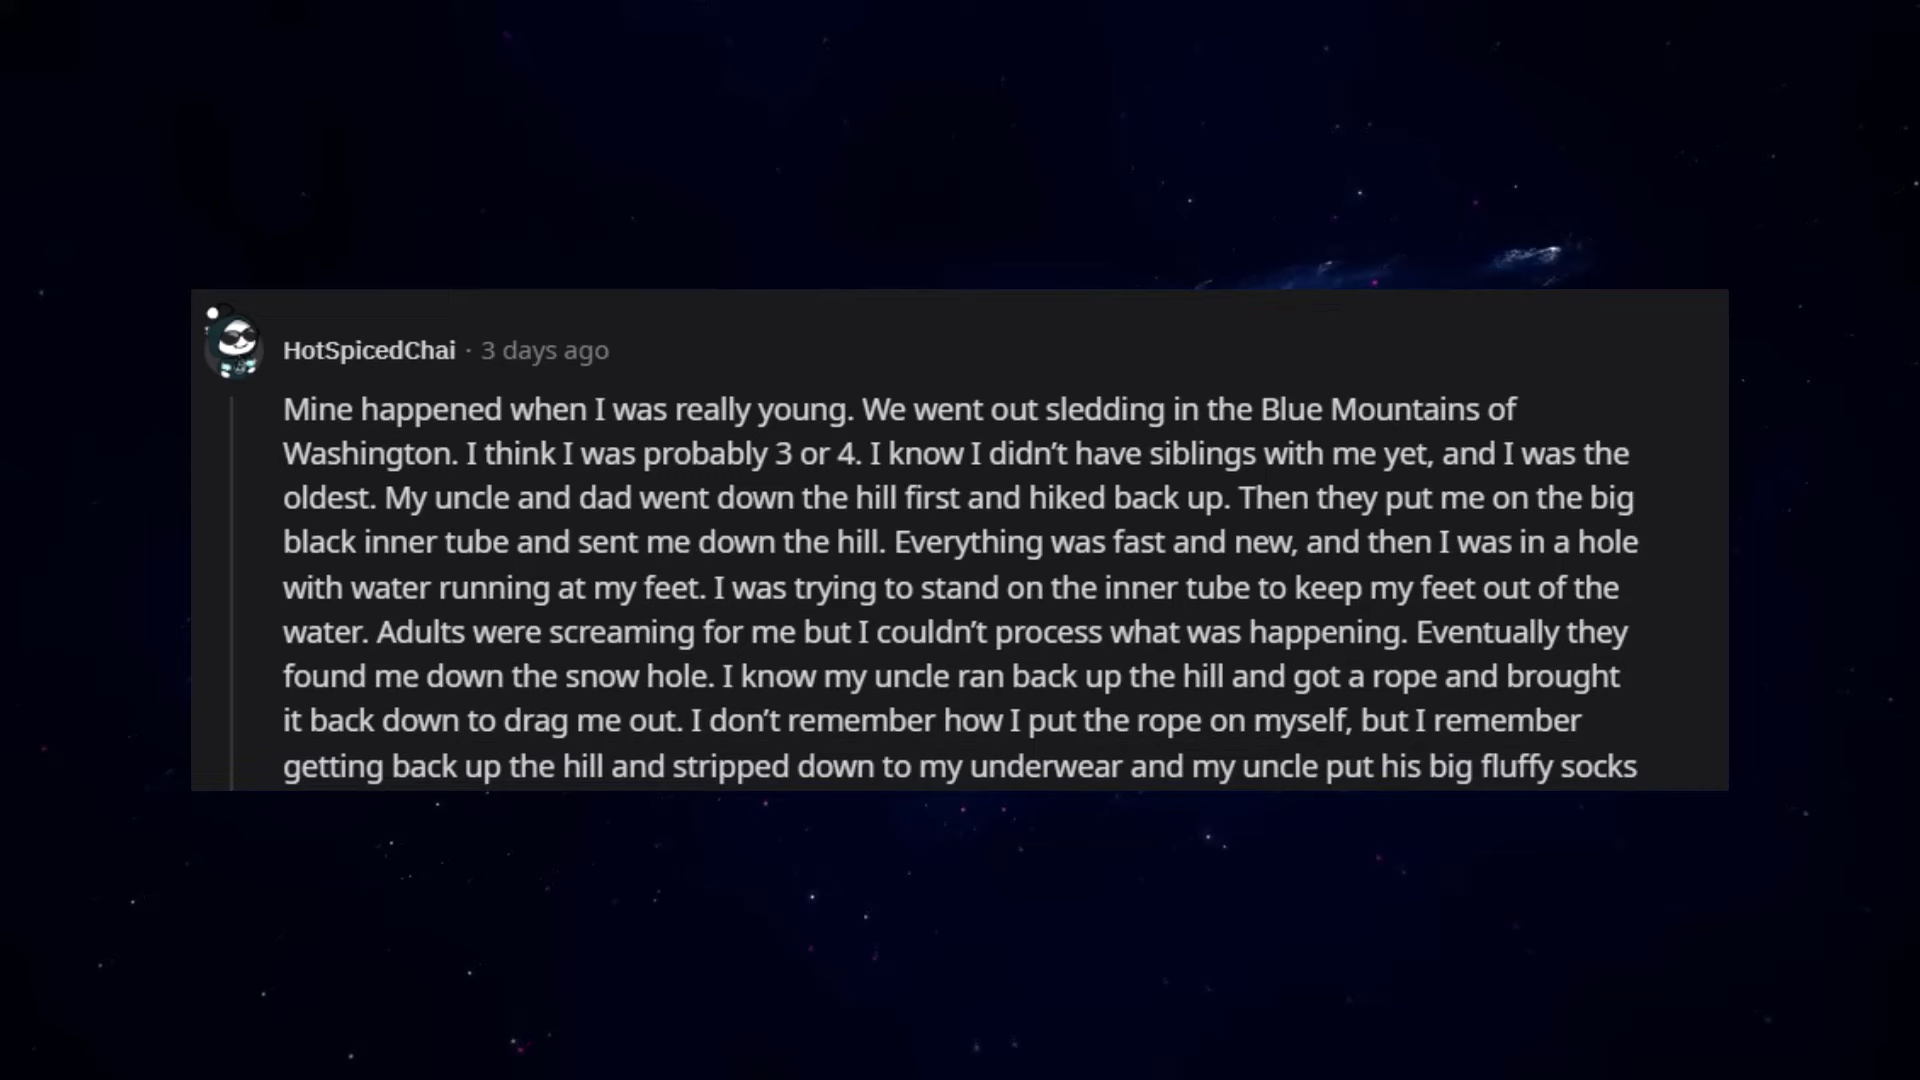 HotSpicedChai · 3 days ago
Mine happened when I was really young. We went out sledding in the Blue Mountains of
Washington. I think I was probably 3 or 4. I know I didn’t have siblings with me yet, and I was the
oldest. My uncle and dad went down the hill first and hiked back up. Then they put me on the big
black inner tube and sent me down the hill. Everything was fast and new, and then I was in a hole
with water running at my feet. I was trying to stand on the inner tube to keep my feet out of the
water. Adults were screaming for me but I couldn’t process what was happening. Eventually they
found me down the snow hole. I know my uncle ran back up the hill and got a rope and brought
it back down to drag me out. I don’t remember how I put the rope on myself, but I remember
getting back up the hill and stripped down to my underwear and my uncle put his big fluffy socks